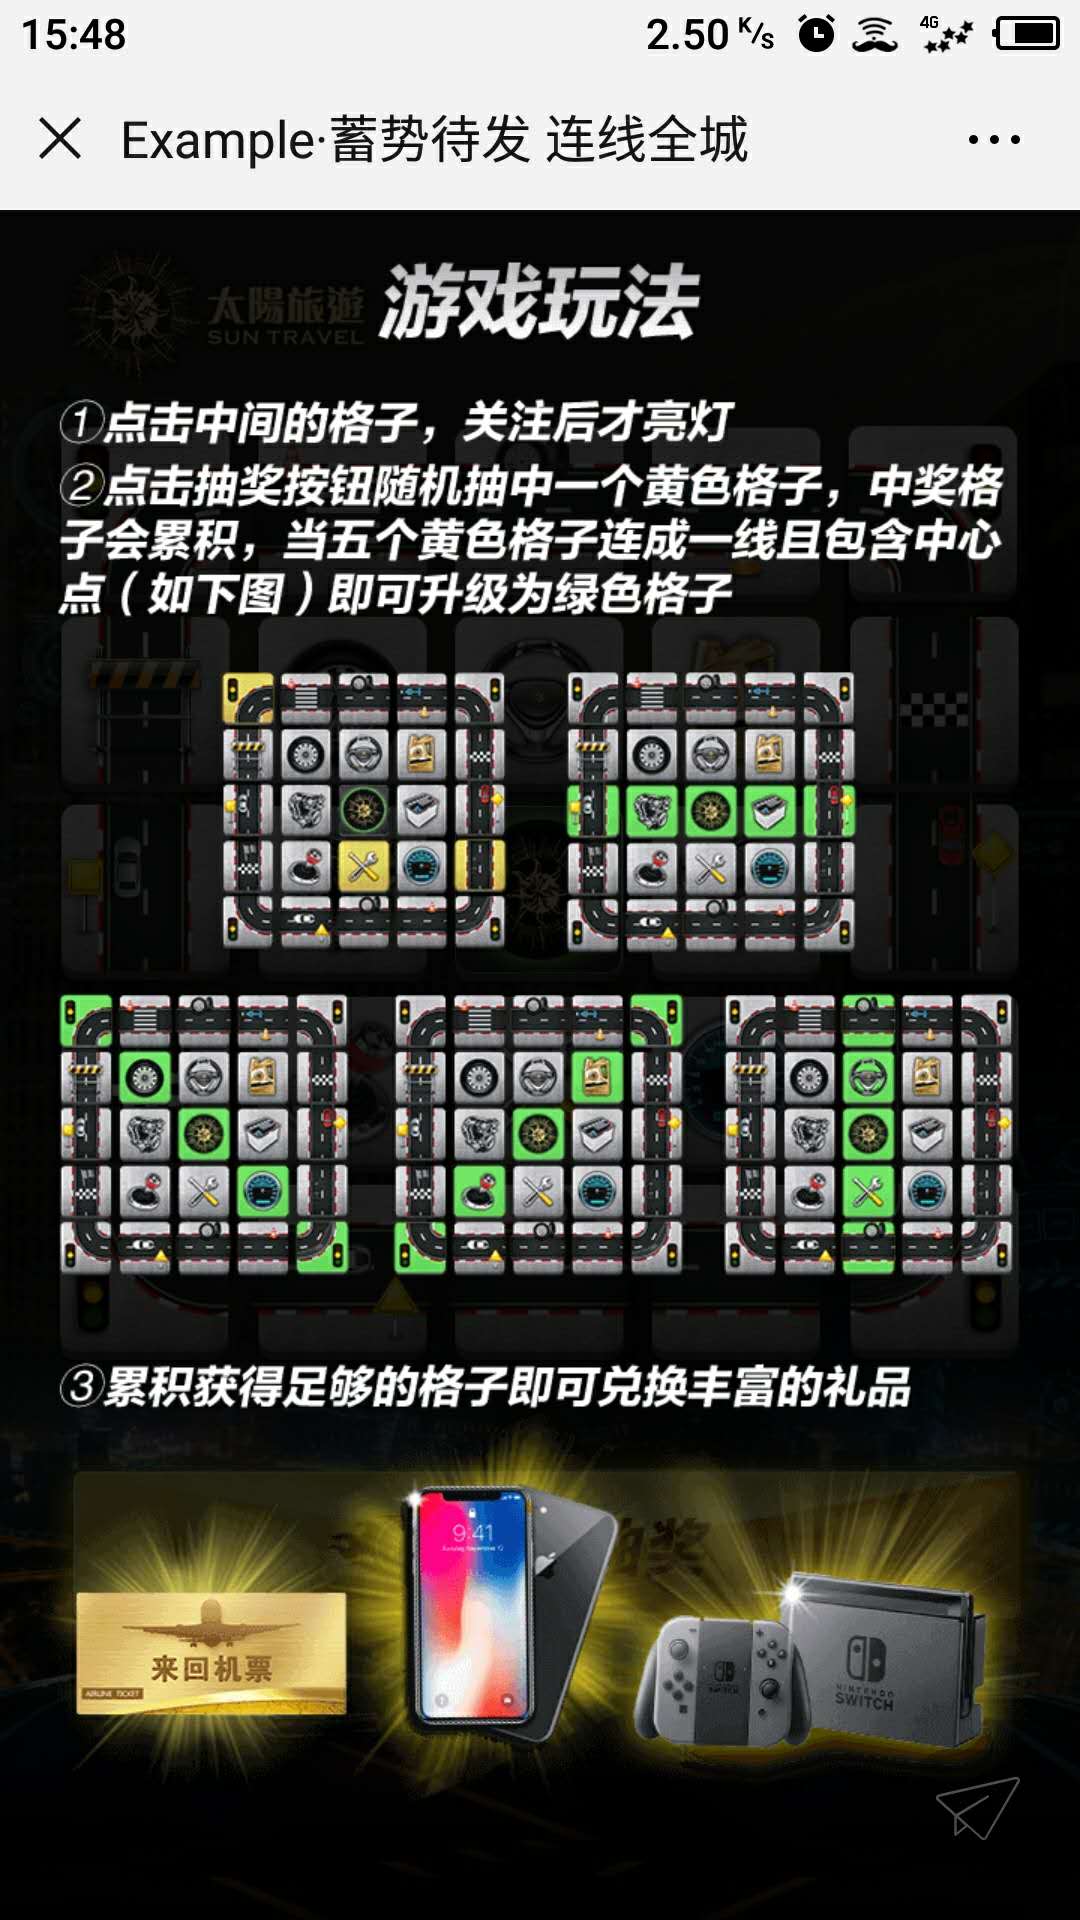 15:48
2.50 K/s
4G
Example·蓄势待发 连线全城
太陽旅遊
SUN TRAVEL
游戏玩法
①点击中间的格子，关注后才亮灯
②点击抽奖按钮随机抽中一个黄色格子，中奖格
子会累积，当五个黄色格子连成一线且包含中心
点（如下图）即可升级为绿色格子
③累积获得足够的格子即可兑换丰富的礼品
抽奖
9:41
来回机票
AIRLINE TICKET
NINTENDO
SWITCH